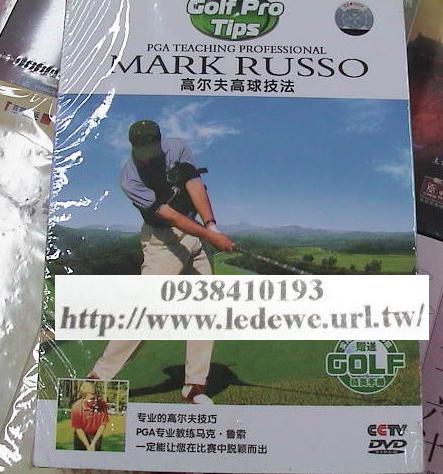 Golf Pro
Tips
PGA TEACHING PROFESSIONAL
MARK RUSSO
高尔夫高球技法
0938410193
http://www.ledewe.url.tw/
赠送
GOLF
专业的高尔夫技巧
PGA专业教练马克·鲁索
一定能让您在比赛中脱颖而出
CCTV
DVD